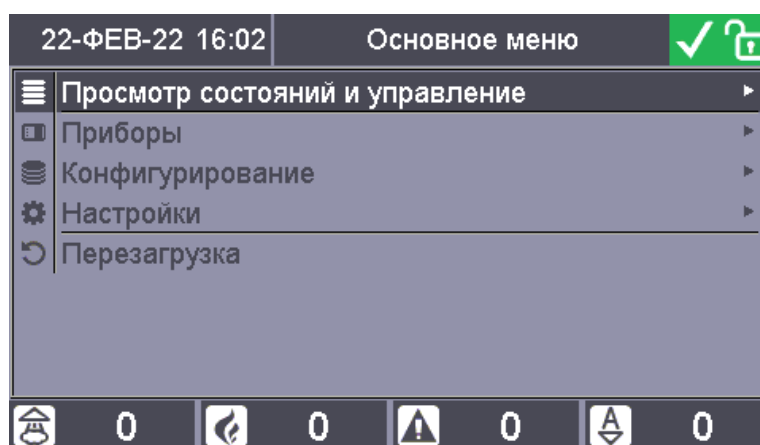 22-ФЕВ-22 16:02 Основное меню
Просмотр состояний и управление
Приборы
Конфигурирование
Настройки
Перезагрузка
0 0 0 A 0